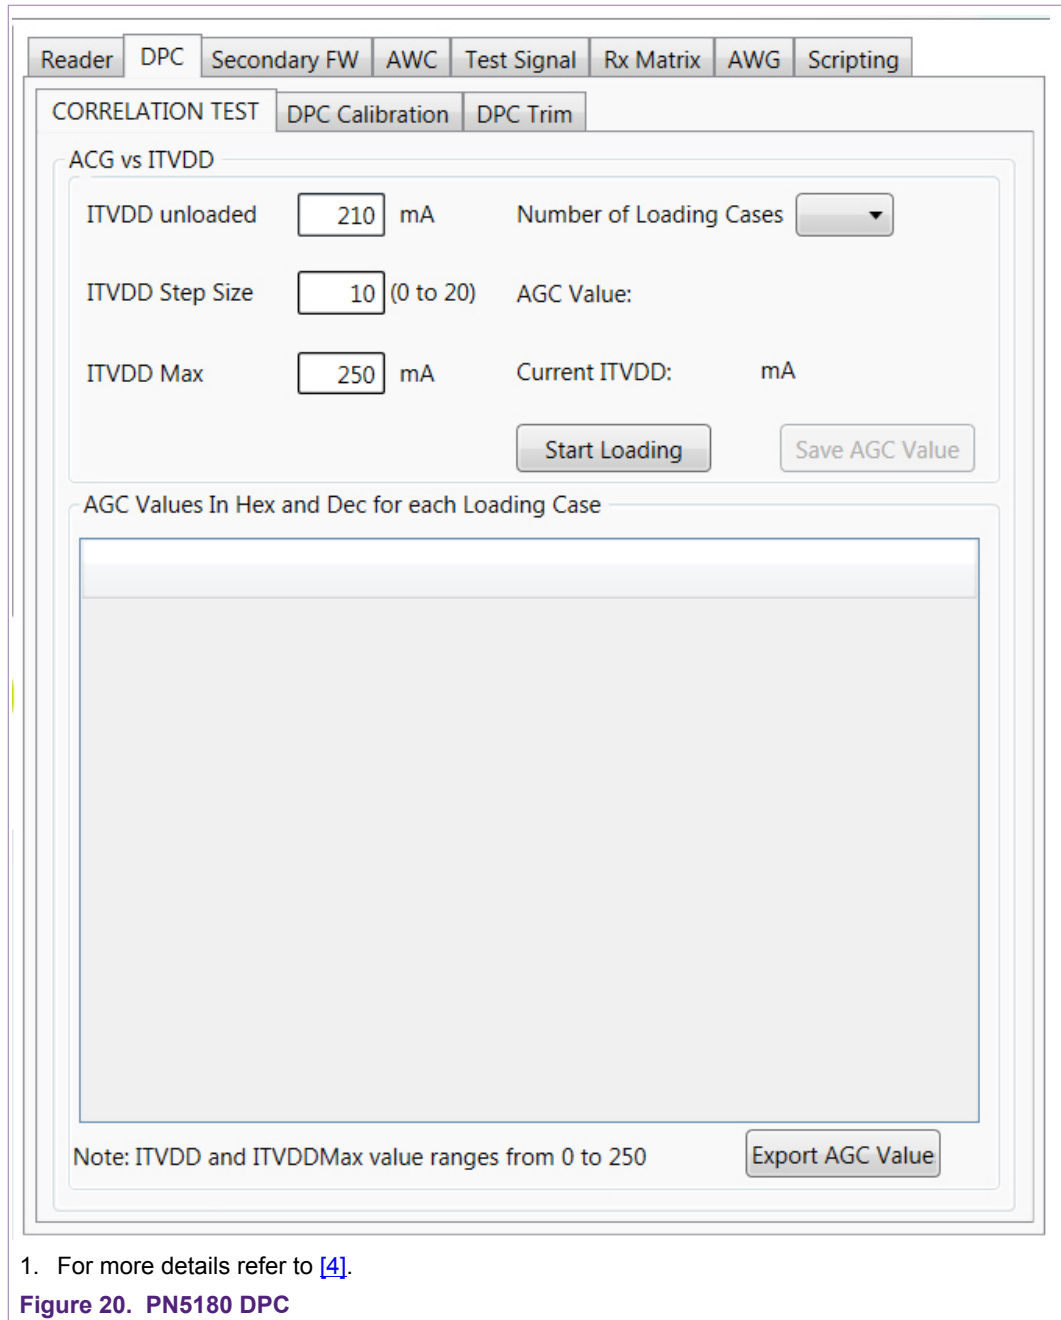 Reader DPC Secondary FW AWC Test Signal Rx Matrix AWG Scripting
CORRELATION TEST DPC Calibration DPC Trim
ACG vs ITVDD
ITVDD unloaded 210 mA Number of Loading Cases
ITVDD Step Size 10 (0 to 20) AGC Value:
ITVDD Max 250 mA Current ITVDD: mA
Start Loading Save AGC Value
AGC Values In Hex and Dec for each Loading Case
Note: ITVDD and ITVDDMax value ranges from 0 to 250 Export AGC Value
1. For more details refer to [4].
Figure 20. PN5180 DPC